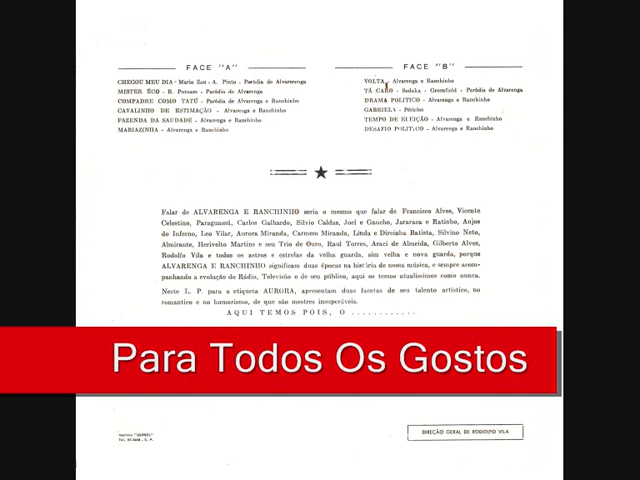 FACE "A"
CHEGOU MEU DIA - Mario Zan - A. Pinto - Paródia de Alvarerenga
MISTER ÉCO - B. Putnam - Paródia de Alvarenga
COMPADRE COMO TATÚ - Paródia de Alvarenga e Ranchinho
CAVALINHO DE ESTIMAÇÃO - Alvarenga e Ranchinho
FAZENDA DA SAUDADE - Alvarenga e Ranchinho
MARIAZINHA - Alvarenga e Ranchinho
FACE "B"
VOLTA - Alvarenga e Ranchinho
TÁ CARO - Sedaka - Greenfield - Paródia de Alvarenga
DRAMA POLITICO - Alvarenga e Ranchinho
GABRIELA - Péricles
TEMPO DE ELEIÇÃO - Alvarenga e Ranchinho
DESAFIO POLITICO - Alvarenga e Ranchinho
Falar de ALVARENGA E RANCHINHO seria o mesmo que falar de Francisco Alves, Vicente
Celestino, Paraguassú, Carlos Galhardo, Silvio Caldas, Joel e Gaucho, Jararaca e Ratinho, Anjos
do Inferno, Leo Vilar, Aurora Miranda, Carmem Miranda, Linda e Dircinha Batista, Silvino Neto,
Almirante, Herivelto Martins e seu Trio de Ouro, Raul Torres, Araci de Almeida, Gilberto Alves,
Rodolfo Vila e todos os astros e estrelas da velha guarda, sim velha e nova guarda, porque
ALVARENGA E RANCHINHO significam duas épocas na história de nossa música, e sempre acom-
panhando a evolução do Rádio, Televisão e de seu público, aqui os temos atualissimos como nunca.
Neste L. P. para a etiqueta AURORA, apresentam duas facetas de seu talento artistico, no
romantico e no humorismo, de que são mestres insuperáveis.
AQUI TEMOS POIS, O ............
Para Todos Os Gostos
DIREÇÃO GERAL DE RODOLFO VILA